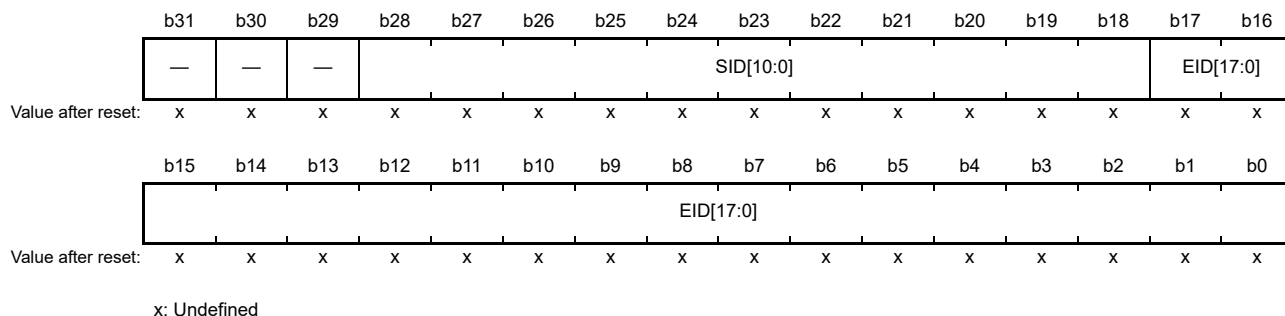 b31 b30 b29 b28 b27 b26 b25 b24 b23 b22 b21 b20 b19 b18 b17 b16
— — — SID[10:0] EID[17:0]
Value after reset: x x x x x x x x x x x x x x x x
b15 b14 b13 b12 b11 b10 b9 b8 b7 b6 b5 b4 b3 b2 b1 b0
EID[17:0]
Value after reset: x x x x x x x x x x x x x x x x
x: Undefined